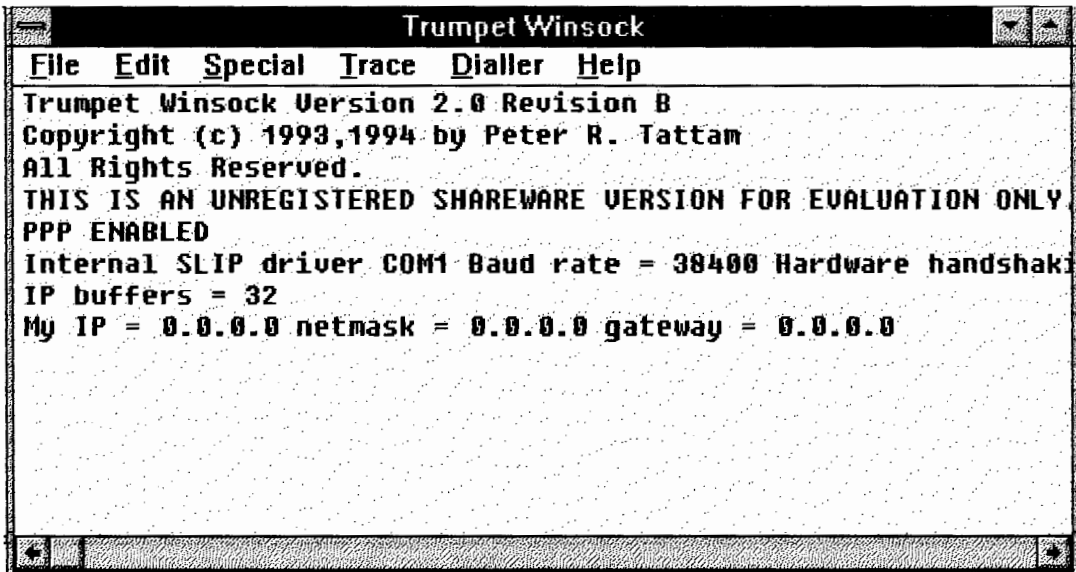 Trumpet Winsock
File Edit Special Trace Dialler Help
Trumpet Winsock Version 2.0 Revision B
Copyright (c) 1993,1994 by Peter R. Tattam
All Rights Reserved.
THIS IS AN UNREGISTERED SHAREWARE VERSION FOR EVALUATION ONLY.
PPP ENABLED
Internal SLIP driver COM1 Baud rate = 38400 Hardware handshaki
IP buffers = 32
My IP = 0.0.0.0 netmask = 0.0.0.0 gateway = 0.0.0.0